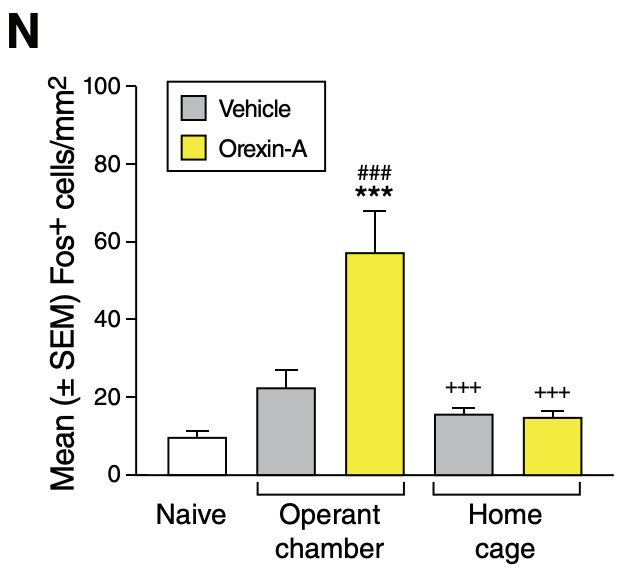 N
Mean (± SEM) Fos⁺ cells/mm²
100
80
60
40
20
0
Vehicle
Orexin-A
###
***
+++
+++
Naive
Operant
chamber
Home
cage